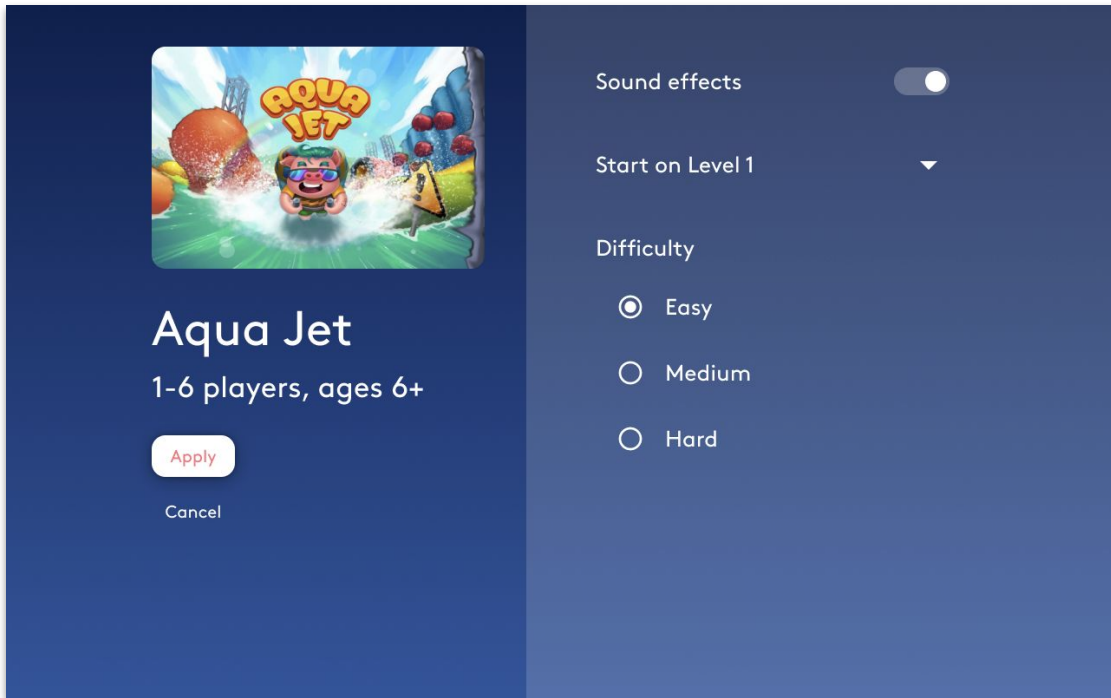 AQUA
JET
Aqua Jet
1-6 players, ages 6+
Apply
Cancel
Sound effects
Start on Level 1
Difficulty
Easy
Medium
Hard